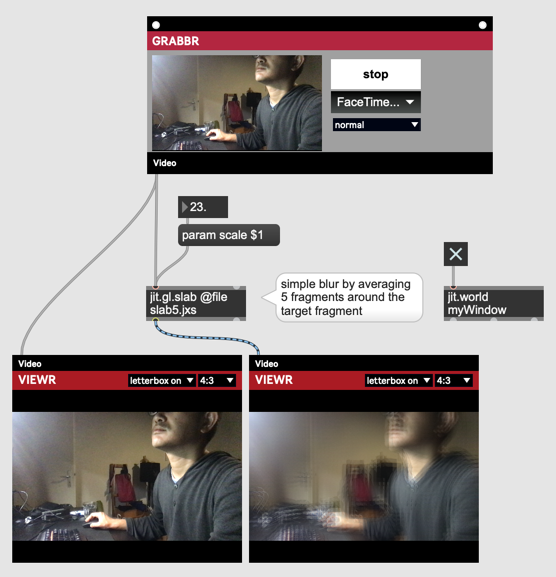 GRABBR
stop
FaceTime...
normal
Video
23.
param scale $1
jit.gl.slab @file
slab5.jxs
simple blur by averaging
5 fragments around the
target fragment
jit.world
myWindow
Video
VIEWR
letterbox on
4:3
Video
VIEWR
letterbox on
4:3